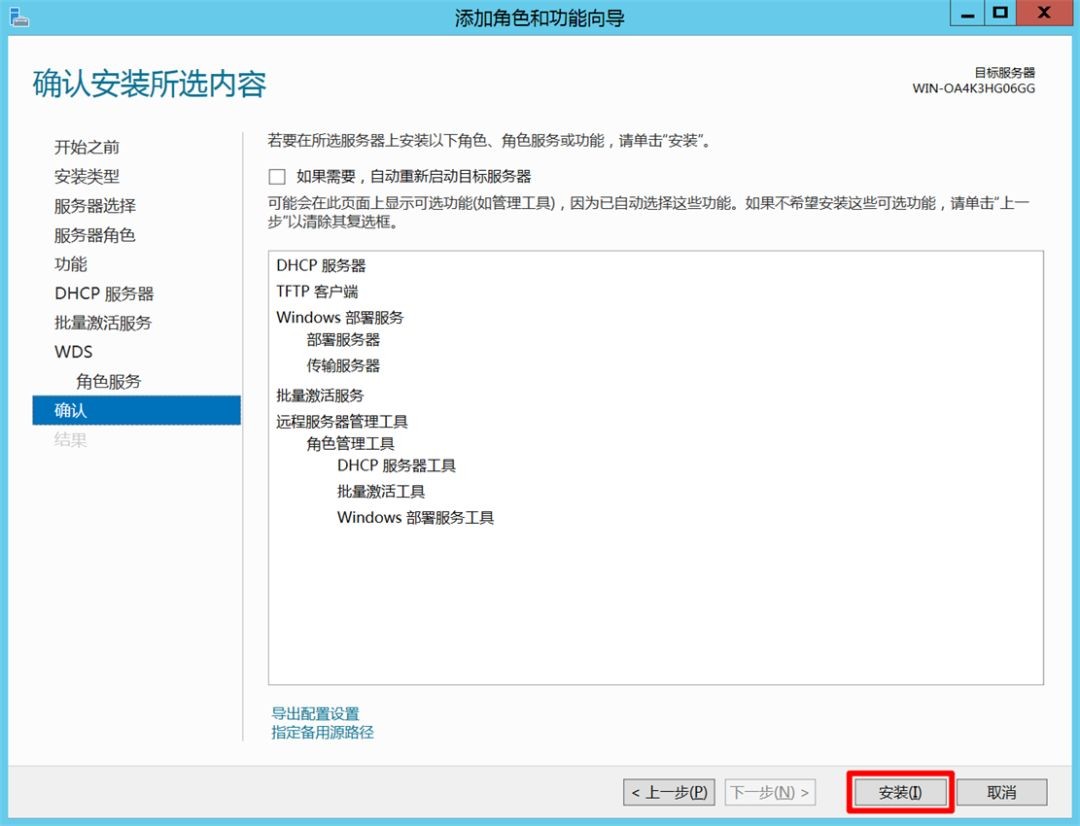 添加角色和功能向导
确认安装所选内容
目标服务器
WIN-OA4K3HG06GG
开始之前
安装类型
服务器选择
服务器角色
功能
DHCP 服务器
批量激活服务
WDS
角色服务
确认
结果
若要在所选服务器上安装以下角色、角色服务或功能，请单击“安装”。
如果需要，自动重新启动目标服务器
可能会在此页面上显示可选功能(如管理工具)，因为已自动选择这些功能。如果不希望安装这些可选功能，请单击“上一
步”以清除其复选框。
DHCP 服务器
TFTP 客户端
Windows 部署服务
部署服务器
传输服务器
批量激活服务
远程服务器管理工具
角色管理工具
DHCP 服务器工具
批量激活工具
Windows 部署服务工具
导出配置设置
指定备用源路径
< 上一步(P)
下一步(N) >
安装(I)
取消